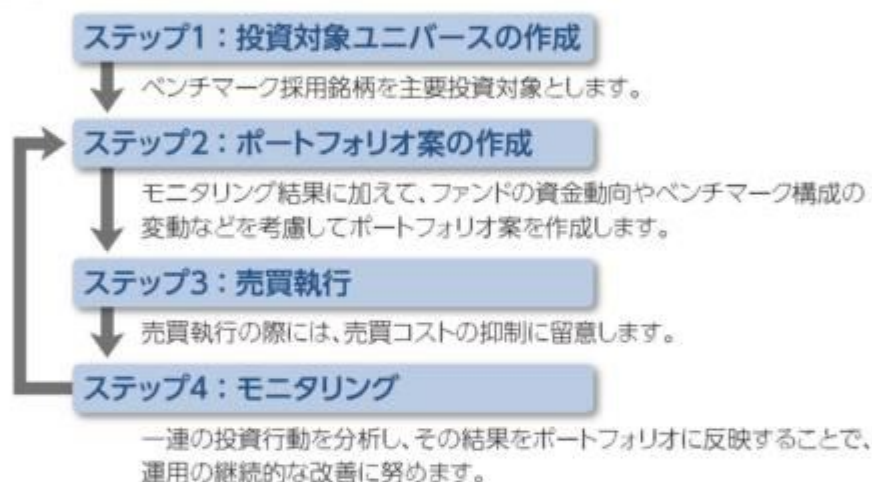 ステップ1：投資対象ユニバースの作成
ベンチマーク採用銘柄を主要投資対象とします。
ステップ2：ポートフォリオ案の作成
モニタリング結果に加えて、ファンドの資金動向やベンチマーク構成の
変動などを考慮してポートフォリオ案を作成します。
ステップ3：売買執行
売買執行の際には、売買コストの抑制に留意します。
ステップ4：モニタリング
一連の投資行動を分析し、その結果をポートフォリオに反映することで、
運用の継続的な改善に努めます。